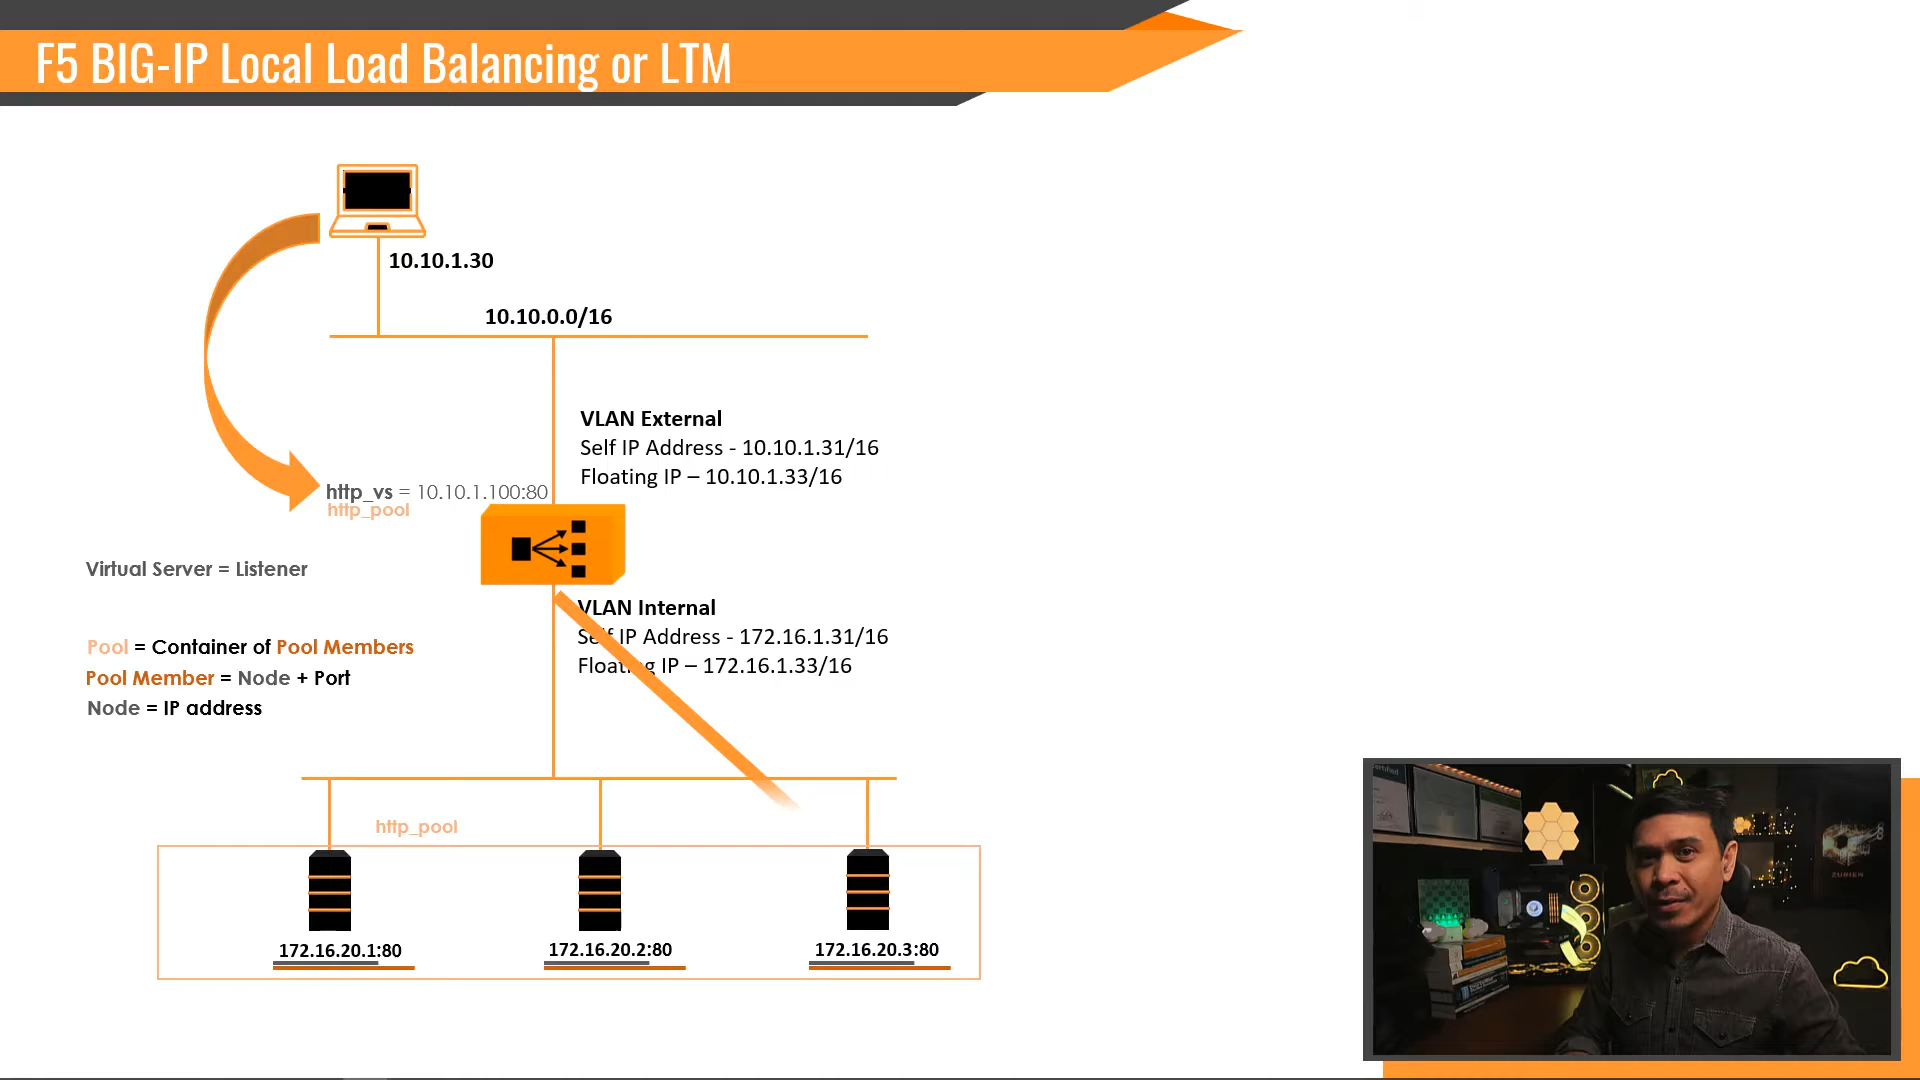 F5 BIG-IP Local Load Balancing or LTM
10.10.1.30
10.10.0.0/16
VLAN External
Self IP Address - 10.10.1.31/16
Floating IP – 10.10.1.33/16
http_vs = 10.10.1.100:80
http_pool
Virtual Server = Listener
VLAN Internal
Self IP Address - 172.16.1.31/16
Floating IP – 172.16.1.33/16
Pool = Container of Pool Members
Pool Member = Node + Port
Node = IP address
http_pool
172.16.20.1:80
172.16.20.2:80
172.16.20.3:80
ZUBIEN